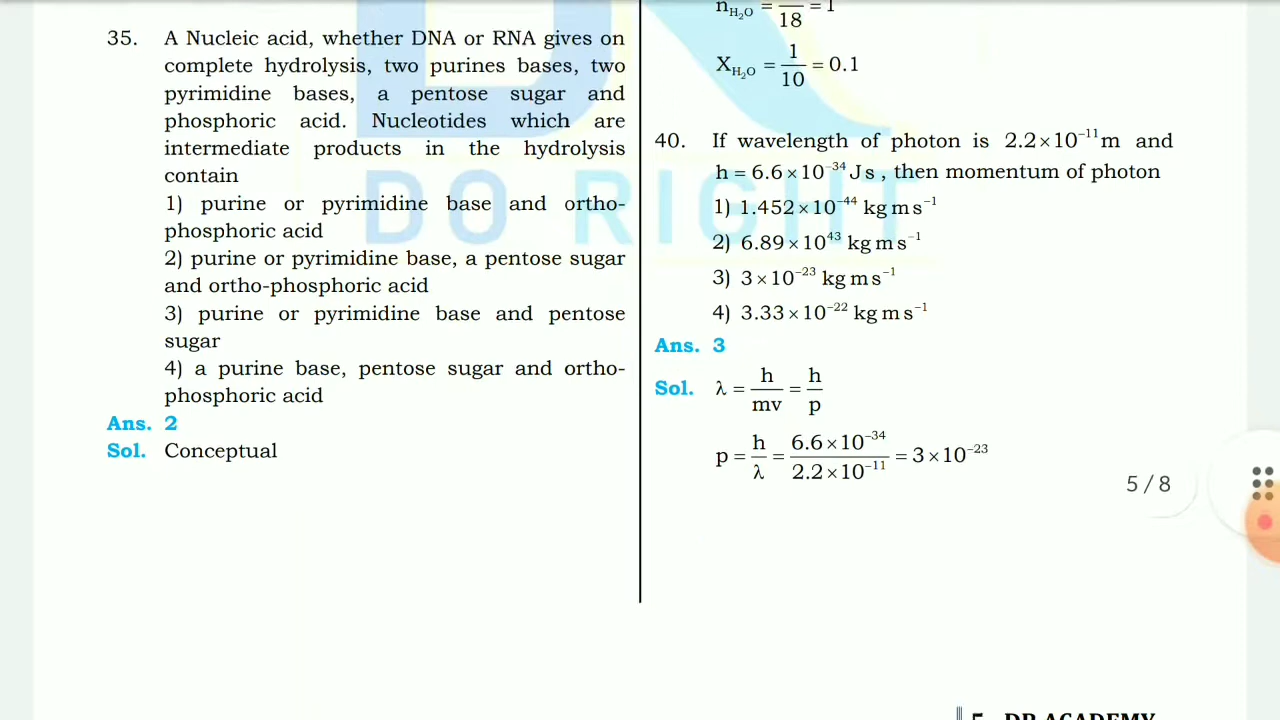 35. A Nucleic acid, whether DNA or RNA gives on
complete hydrolysis, two purines bases, two
pyrimidine bases, a pentose sugar and
phosphoric acid. Nucleotides which are
intermediate products in the hydrolysis
contain
1) purine or pyrimidine base and ortho-
phosphoric acid
2) purine or pyrimidine base, a pentose sugar
and ortho-phosphoric acid
3) purine or pyrimidine base and pentose
sugar
4) a purine base, pentose sugar and ortho-
phosphoric acid
Ans. 2
Sol. Conceptual
n_{H₂O} = /18 = 1
X_{H₂O} = 1/10 = 0.1
40. If wavelength of photon is 2.2×10⁻¹¹m and
h = 6.6×10⁻³⁴ J s , then momentum of photon
1) 1.452×10⁻⁴⁴ kg m s⁻¹
2) 6.89×10⁴³ kg m s⁻¹
3) 3×10⁻²³ kg m s⁻¹
4) 3.33×10⁻²² kg m s⁻¹
Ans. 3
Sol. λ = h/mv = h/p
p = h/λ = 6.6×10⁻³⁴/2.2×10⁻¹¹ = 3×10⁻²³
5 / 8
DO RIGHT
5 DR ACADEMY